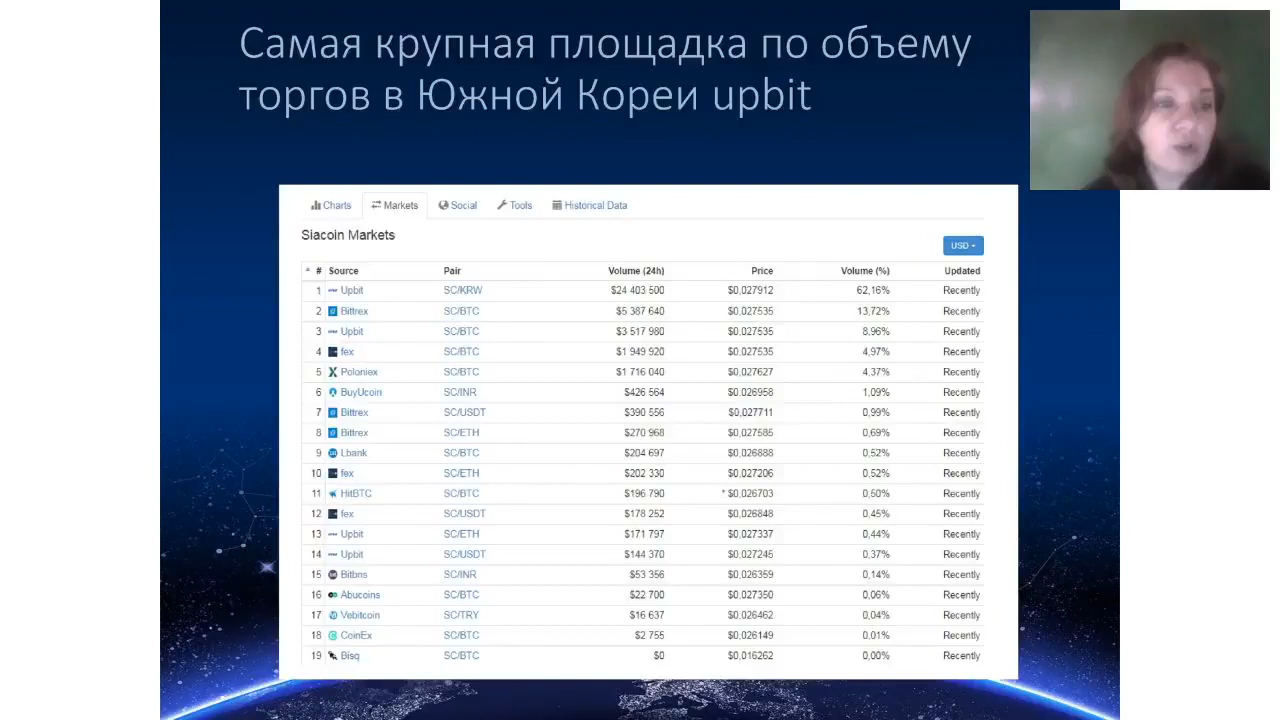 Самая крупная площадка по объему
торгов в Южной Кореи upbit
Charts Markets Social Tools Historical Data
Siacoin Markets
USD
# Source Pair Volume (24h) Price Volume (%) Updated
1 Upbit SC/KRW $24 403 500 $0,027912 62,16% Recently
2 Bittrex SC/BTC $5 387 640 $0,027535 13,72% Recently
3 Upbit SC/BTC $3 517 980 $0,027535 8,96% Recently
4 fex SC/BTC $1 949 920 $0,027535 4,97% Recently
5 Poloniex SC/BTC $1 716 040 $0,027627 4,37% Recently
6 BuyUcoin SC/INR $426 564 $0,026958 1,09% Recently
7 Bittrex SC/USDT $390 556 $0,027711 0,99% Recently
8 Bittrex SC/ETH $270 968 $0,027585 0,69% Recently
9 Lbank SC/BTC $204 697 $0,026888 0,52% Recently
10 fex SC/ETH $202 330 $0,027206 0,52% Recently
11 HitBTC SC/BTC $196 790 * $0,026703 0,50% Recently
12 fex SC/USDT $178 252 $0,026848 0,45% Recently
13 Upbit SC/ETH $171 797 $0,027337 0,44% Recently
14 Upbit SC/USDT $144 370 $0,027245 0,37% Recently
15 Bitbns SC/INR $53 356 $0,026359 0,14% Recently
16 Abucoins SC/BTC $22 700 $0,027350 0,06% Recently
17 Vebitcoin SC/TRY $16 637 $0,026462 0,04% Recently
18 CoinEx SC/BTC $2 755 $0,026149 0,01% Recently
19 Bisq SC/BTC $0 $0,016262 0,00% Recently